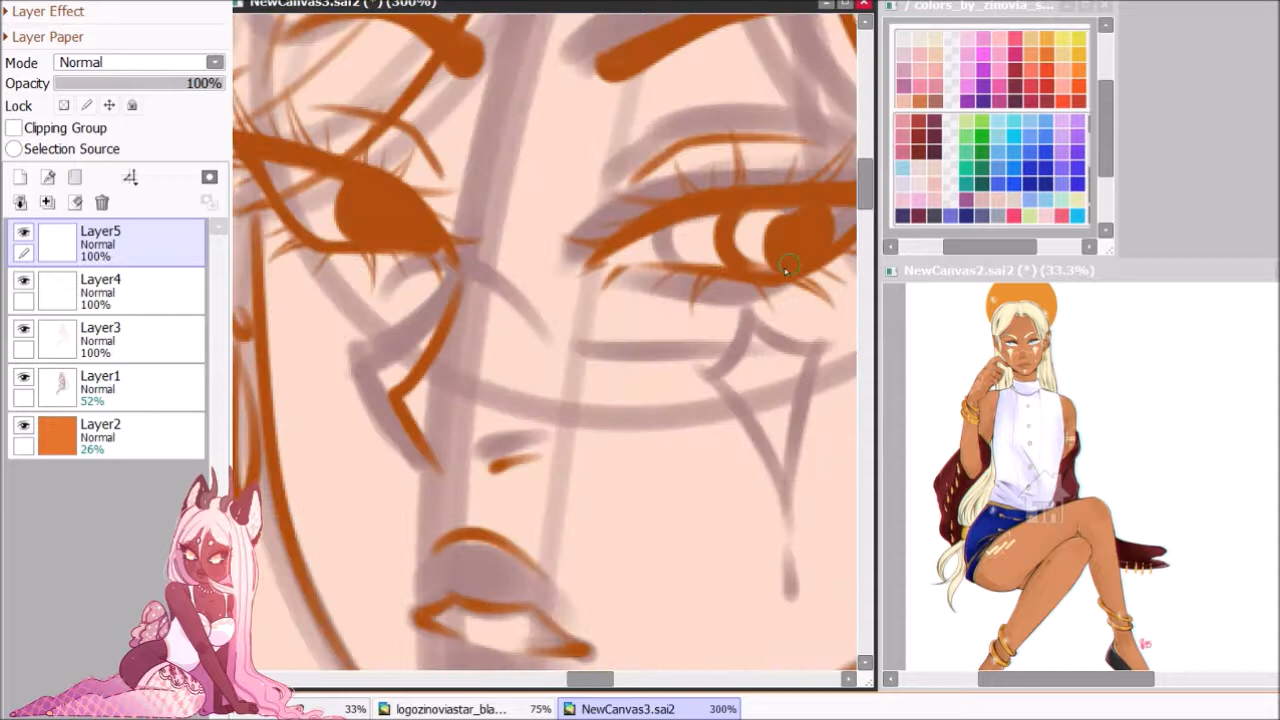 Layer Effect
Layer Paper
Mode Normal
Opacity 100%
Lock
Clipping Group
Selection Source
Layer5
Normal
100%
Layer4
Normal
100%
Layer3
Normal
100%
Layer1
Normal
52%
Layer2
Normal
26%
NewCanvas3.sai2 (*) (300%)
/ colors_by_zinovia_s...
NewCanvas2.sai2 (*) (33.3%)
33% logozinoviastar_bla... 75% NewCanvas3.sai2 300%